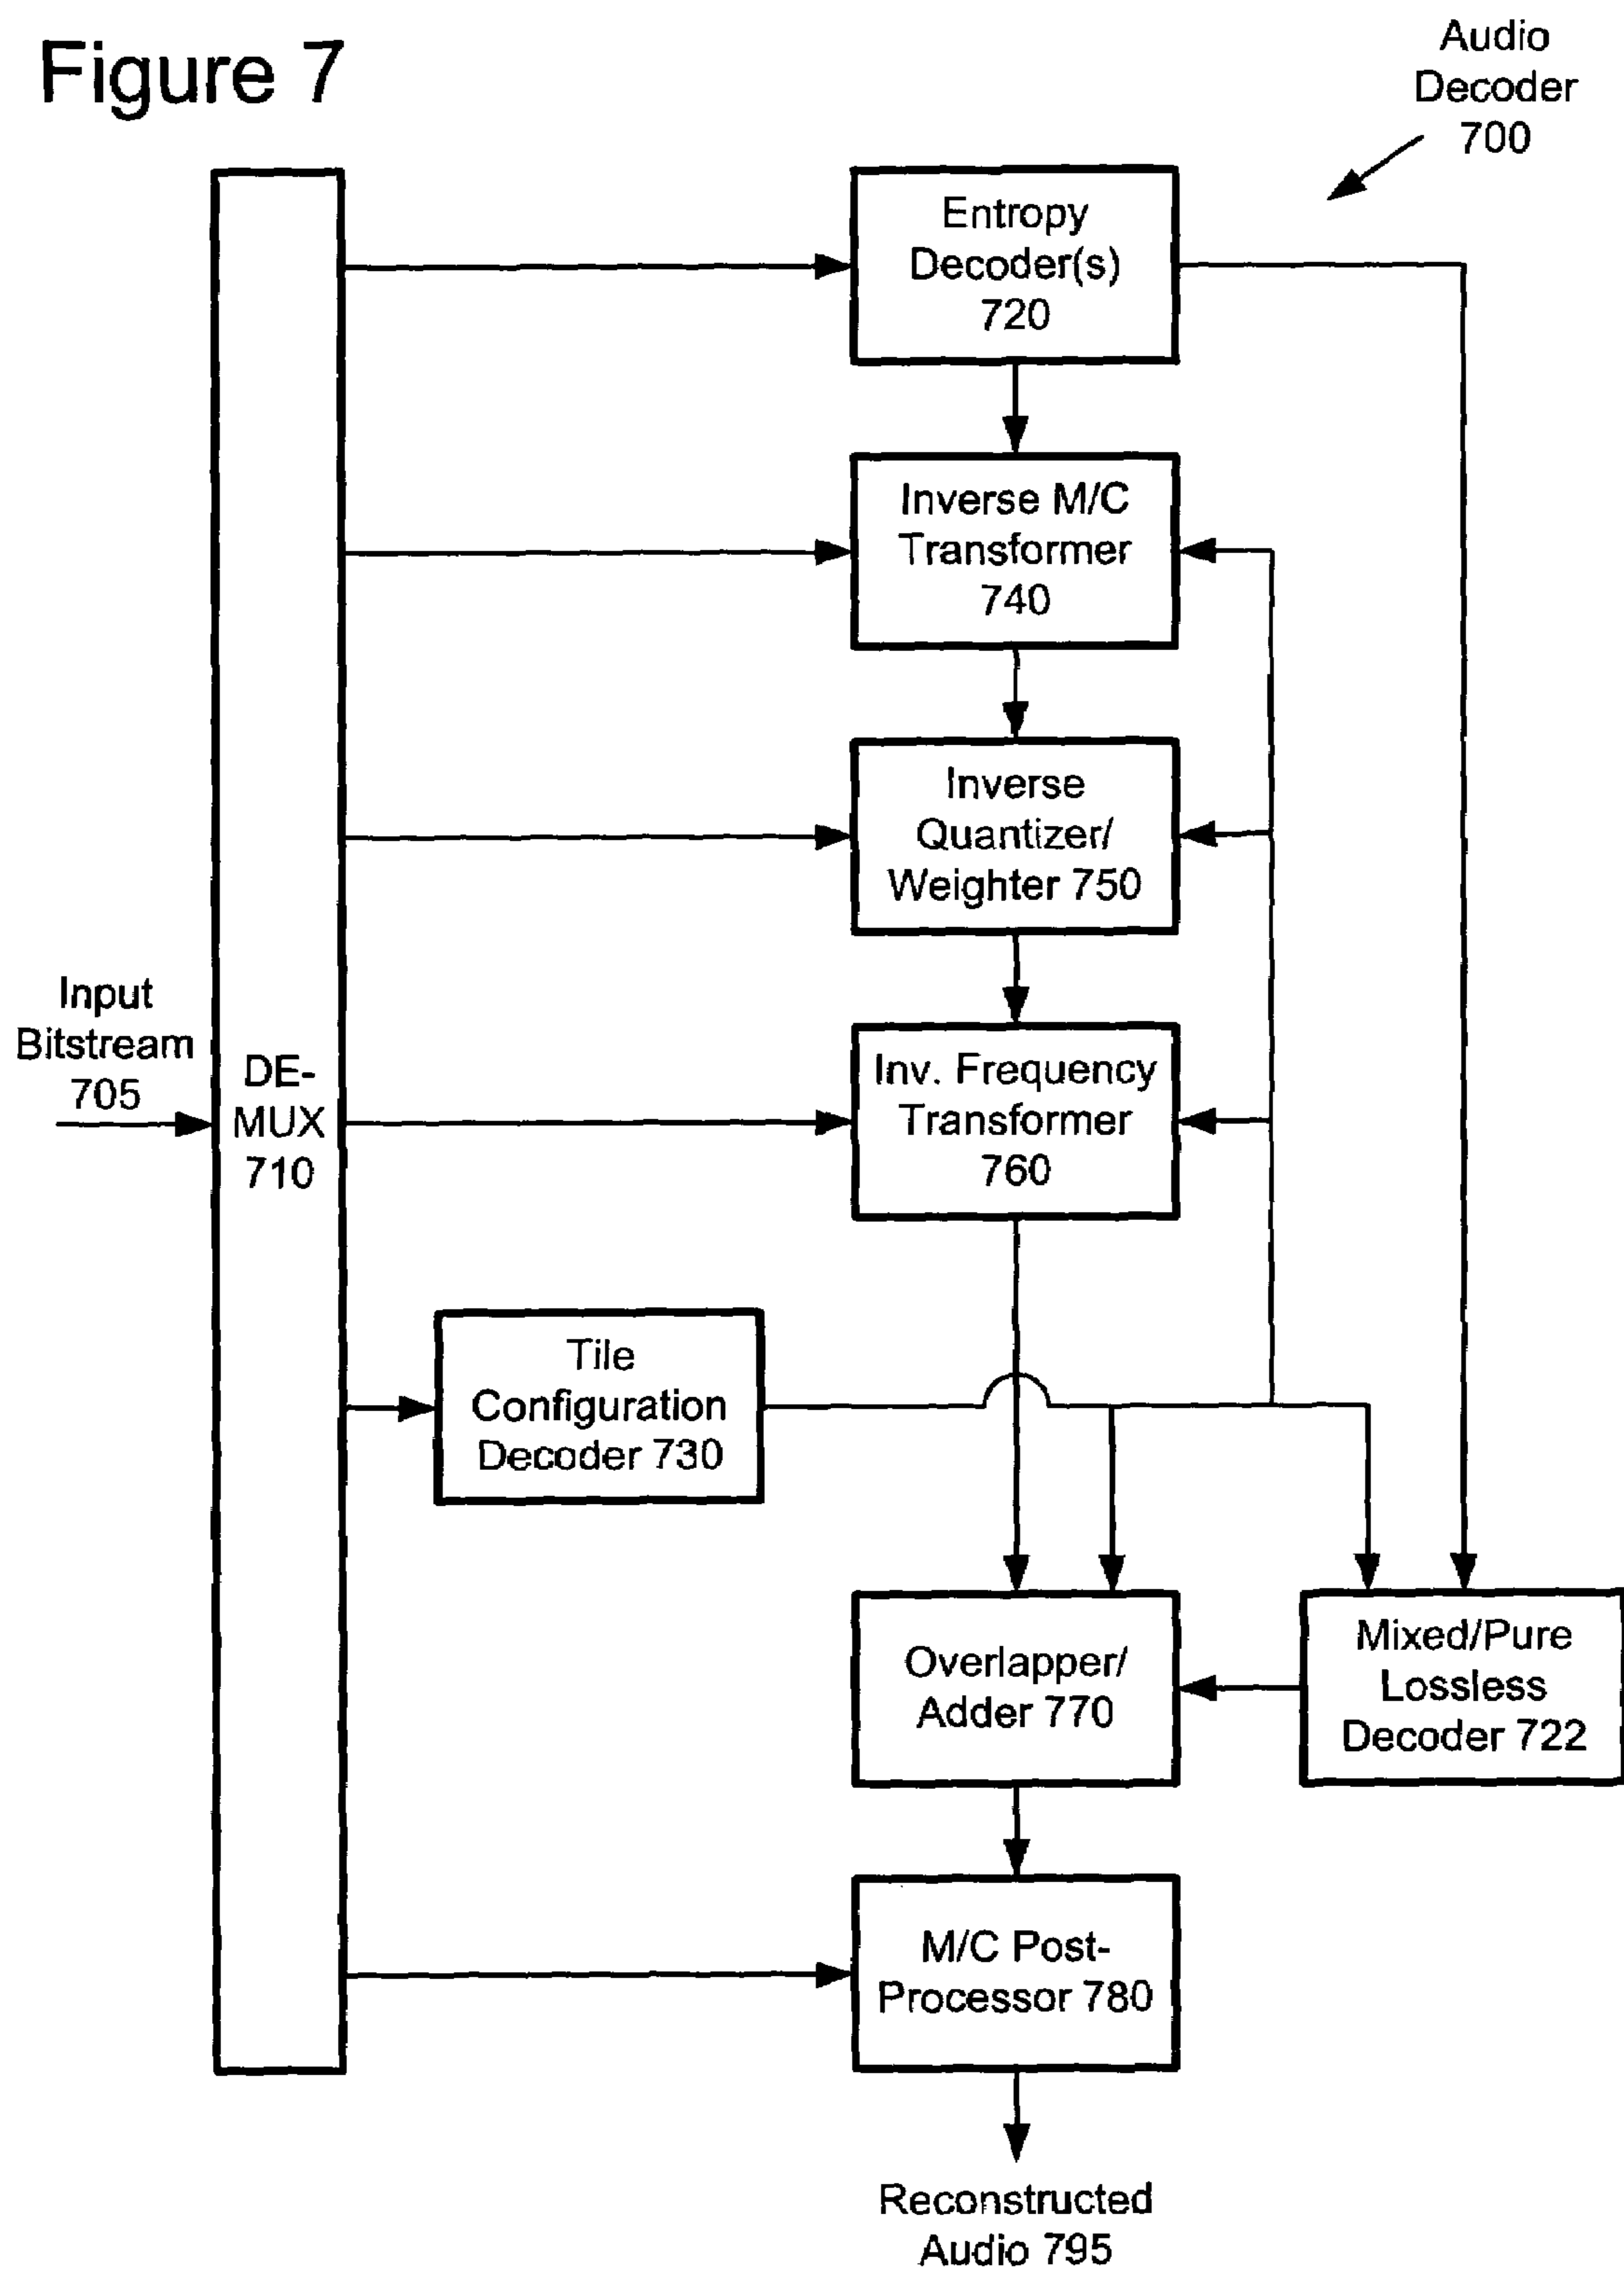 Figure 7
Audio
Decoder
700
Entropy
Decoder(s)
720
Inverse M/C
Transformer
740
Inverse
Quantizer/
Weighter 750
Input
Bitstream
705
DE-
MUX
710
Inv. Frequency
Transformer
760
Tile
Configuration
Decoder 730
Overlapper/
Adder 770
Mixed/Pure
Lossless
Decoder 722
M/C Post-
Processor 780
Reconstructed
Audio 795